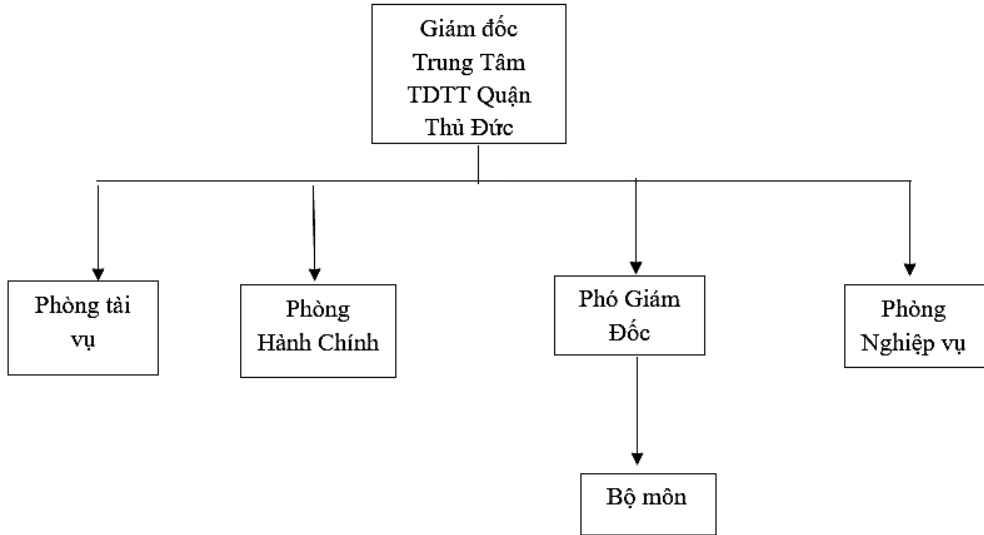 Giám đốc
Trung Tâm
TDTT Quận
Thủ Đức
Phòng tài
vụ
Phòng
Hành Chính
Phó Giám
Đốc
Phòng
Nghiệp vụ
Bộ môn